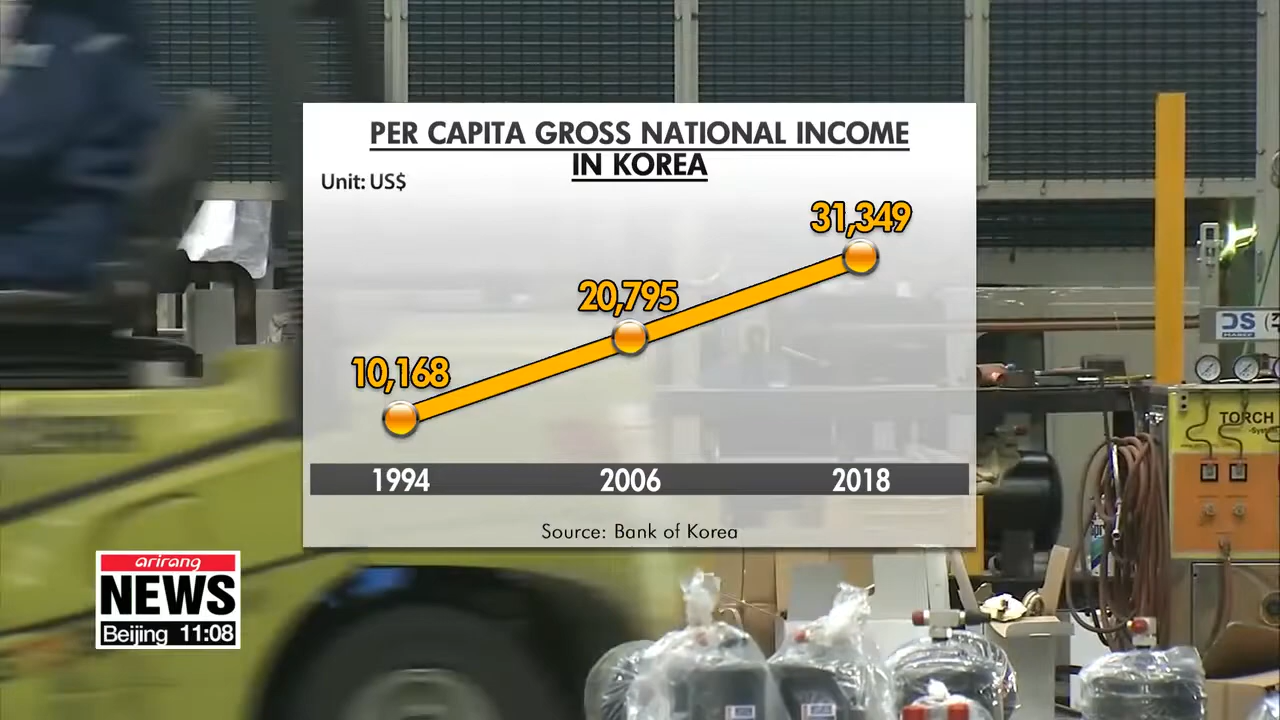 PER CAPITA GROSS NATIONAL INCOME
IN KOREA
Unit: US$
31,349
20,795
10,168
1994 2006 2018
Source: Bank of Korea
DS
TORCH
arirang
NEWS
Beijing 11:08